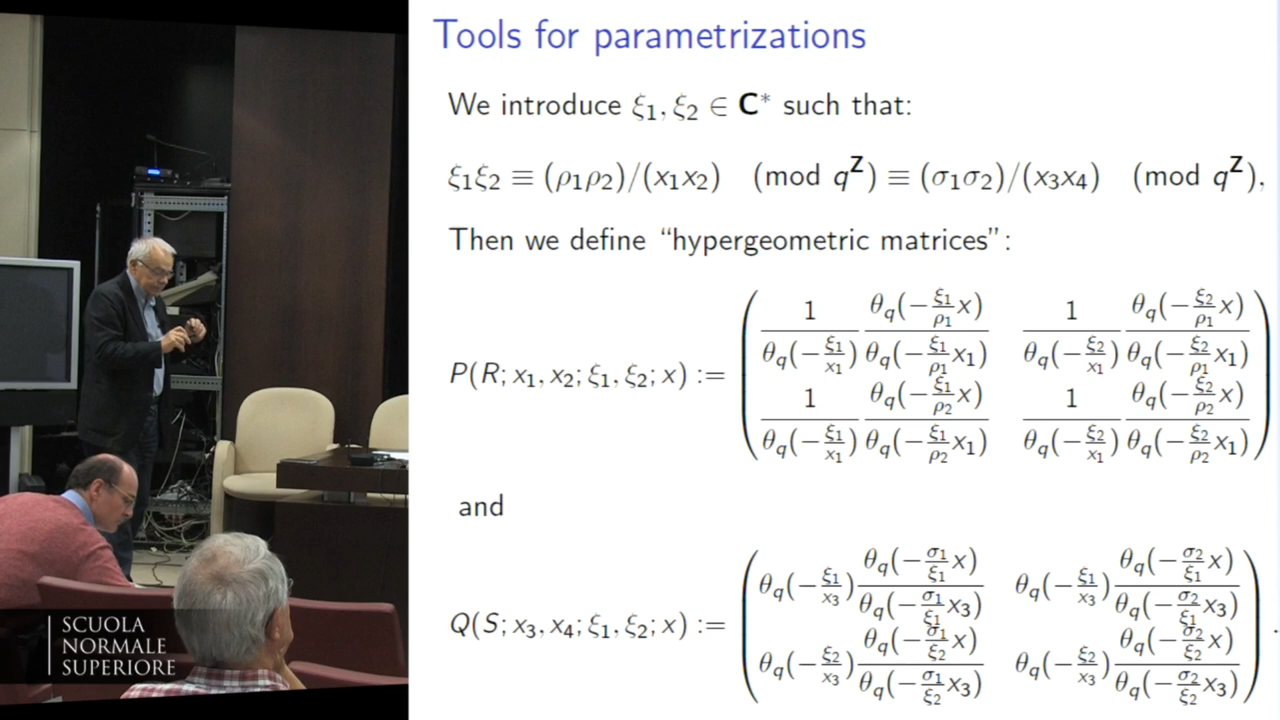 Tools for parametrizations
We introduce ξ₁, ξ₂ ∈ C* such that:
ξ₁ξ₂ ≡ (ρ₁ρ₂)/(x₁x₂) (mod q^Z) ≡ (σ₁σ₂)/(x₃x₄) (mod q^Z),
Then we define “hypergeometric matrices”:
P(R; x₁, x₂; ξ₁, ξ₂; x) := ( 1/θ_q(−ξ₁/x₁) θ_q(−ξ₁/ρ₁ x)/θ_q(−ξ₁/ρ₁ x₁) 1/θ_q(−ξ₂/x₁) θ_q(−ξ₂/ρ₁ x)/θ_q(−ξ₂/ρ₁ x₁)
1/θ_q(−ξ₁/x₁) θ_q(−ξ₁/ρ₂ x)/θ_q(−ξ₁/ρ₂ x₁) 1/θ_q(−ξ₂/x₁) θ_q(−ξ₂/ρ₂ x)/θ_q(−ξ₂/ρ₂ x₁) )
and
Q(S; x₃, x₄; ξ₁, ξ₂; x) := ( θ_q(−ξ₁/x₃) θ_q(−σ₁/ξ₁ x)/θ_q(−σ₁/ξ₁ x₃) θ_q(−ξ₁/x₃) θ_q(−σ₂/ξ₁ x)/θ_q(−σ₂/ξ₁ x₃)
θ_q(−ξ₂/x₃) θ_q(−σ₁/ξ₂ x)/θ_q(−σ₁/ξ₂ x₃) θ_q(−ξ₂/x₃) θ_q(−σ₂/ξ₂ x)/θ_q(−σ₂/ξ₂ x₃) ).
SCUOLA
NORMALE
SUPERIORE